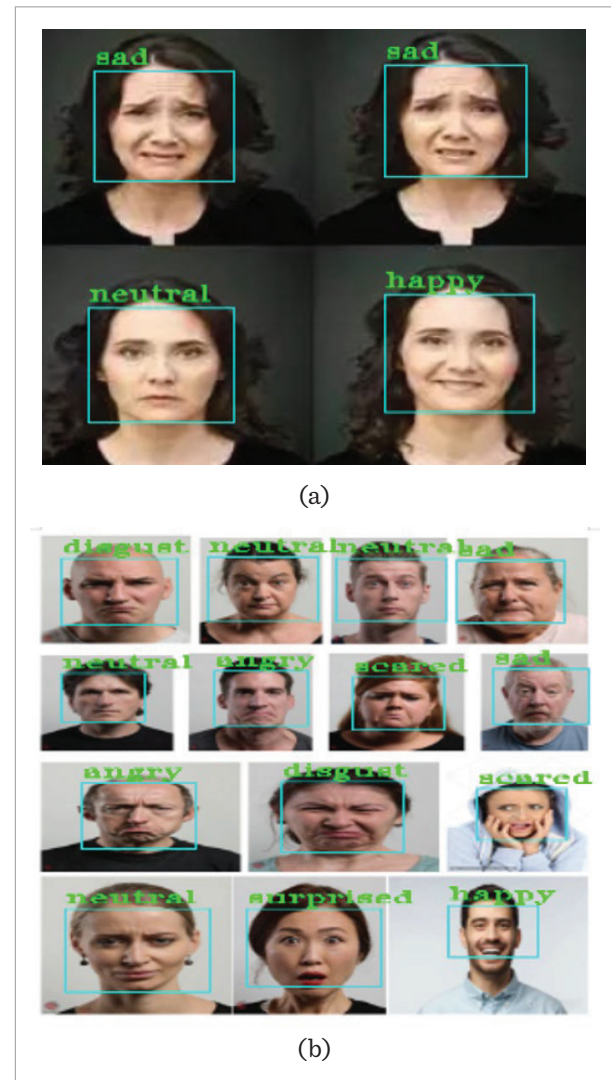 sad sad
neutral happy
(a)
disgust neutral neutral sad
neutral angry scared sad
angry disgust scared
neutral surprised happy
(b)